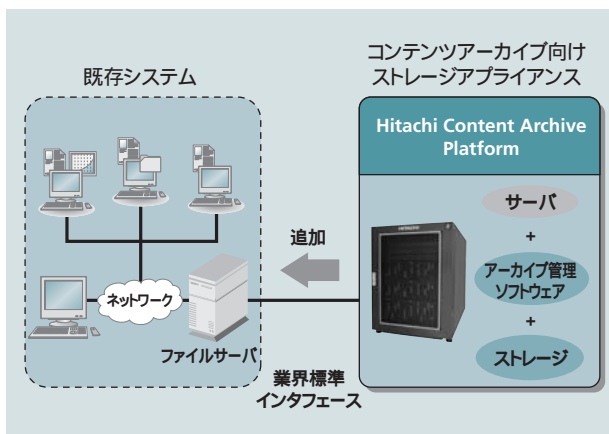 コンテンツアーカイブ向け
ストレージアプライアンス
既存システム
Hitachi Content Archive
Platform
サーバ
+
アーカイブ管理
ソフトウェア
+
ストレージ
HITACHI
追加
ネットワーク
ファイルサーバ
業界標準
インタフェース